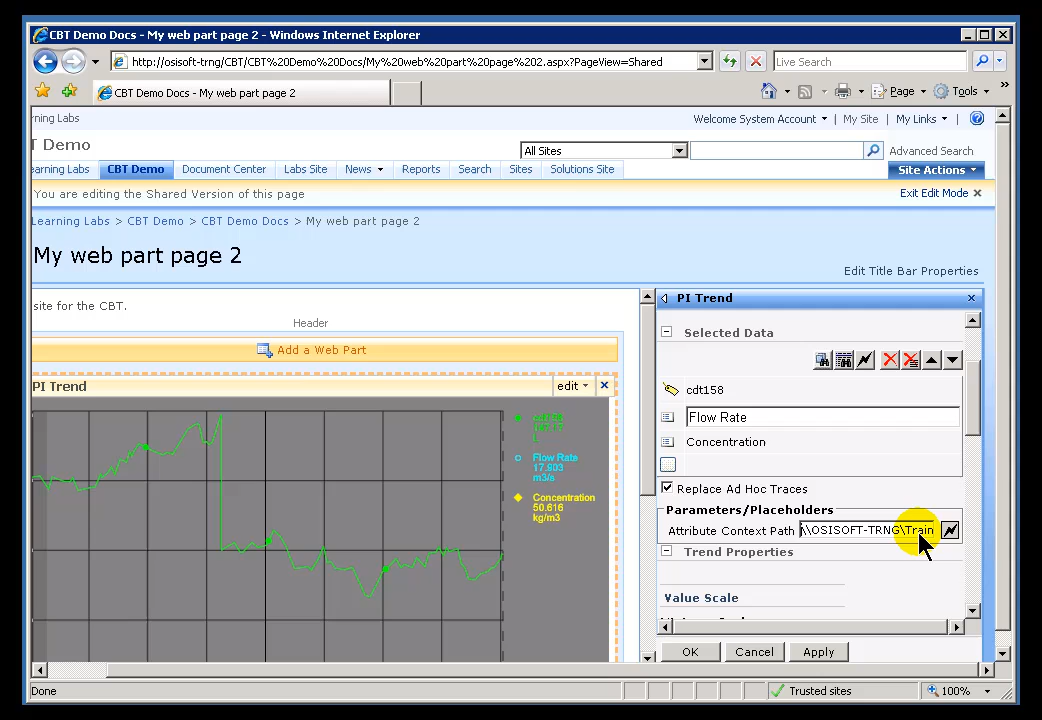 CBT Demo Docs - My web part page 2 - Windows Internet Explorer
http://osisoft-trng/CBT/CBT%20Demo%20Docs/My%20web%20part%20page%202.aspx?PageView=Shared
Live Search
CBT Demo Docs - My web part page 2
Page
Tools
»
rning Labs
Welcome System Account
My Site
My Links
T Demo
All Sites
Advanced Search
earning Labs
CBT Demo
Document Center
Labs Site
News
Reports
Search
Sites
Solutions Site
Site Actions
You are editing the Shared Version of this page
Exit Edit Mode
Learning Labs > CBT Demo > CBT Demo Docs > My web part page 2
My web part page 2
Edit Title Bar Properties
PI Trend
site for the CBT.
Header
Selected Data
Add a Web Part
PI Trend
edit
cdt158
Flow Rate
Concentration
Flow Rate
17.903
m3/s
Concentration
50.616
kg/m3
Replace Ad Hoc Traces
Parameters/Placeholders
Attribute Context Path
\\OSISOFT-TRNG\Train
Trend Properties
Value Scale
OK
Cancel
Apply
Done
Trusted sites
100%